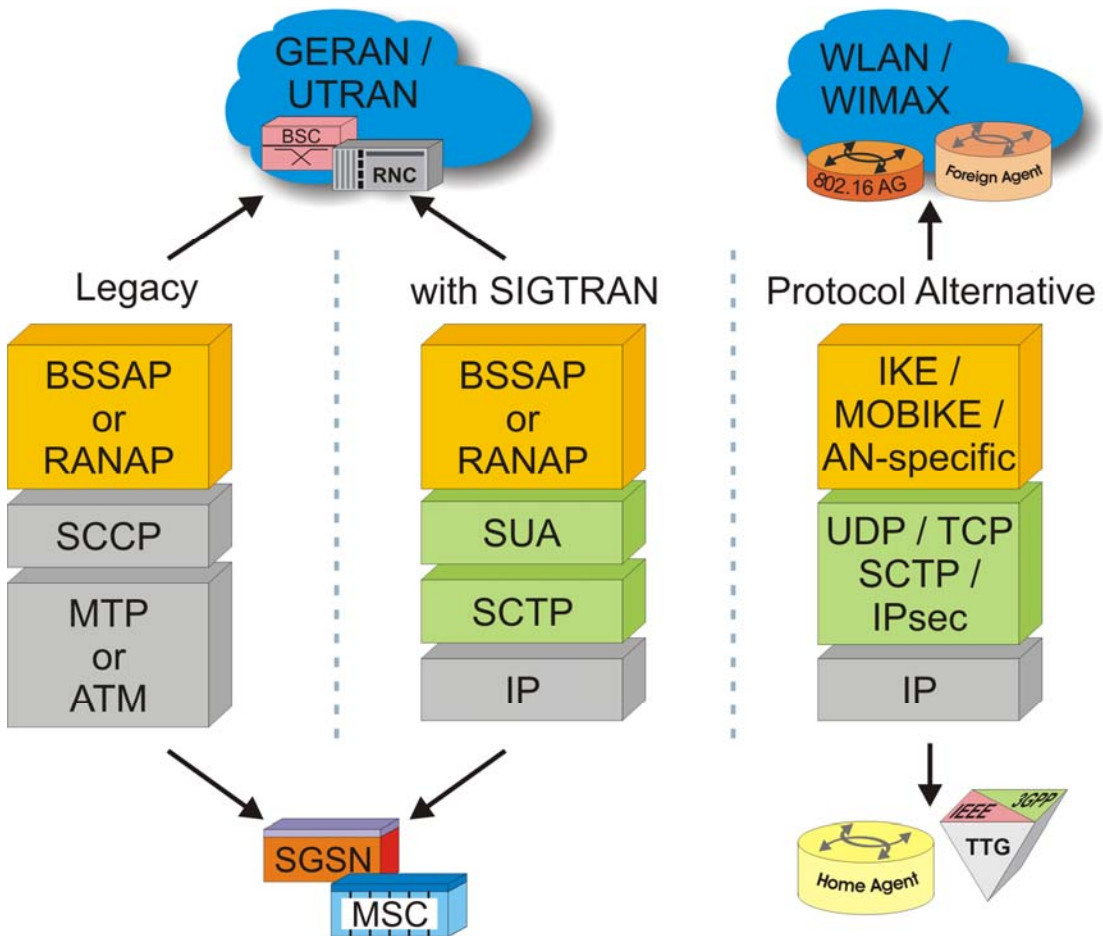 GERAN /
UTRAN
BSC
RNC
WLAN /
WIMAX
802.16 AG
Foreign Agent
Legacy
with SIGTRAN
Protocol Alternative
BSSAP
or
RANAP
SCCP
MTP
or
ATM
BSSAP
or
RANAP
SUA
SCTP
IP
IKE /
MOBIKE /
AN-specific
UDP / TCP
SCTP /
IPsec
IP
SGSN
MSC
Home Agent
IEEE
3GPP
TTG